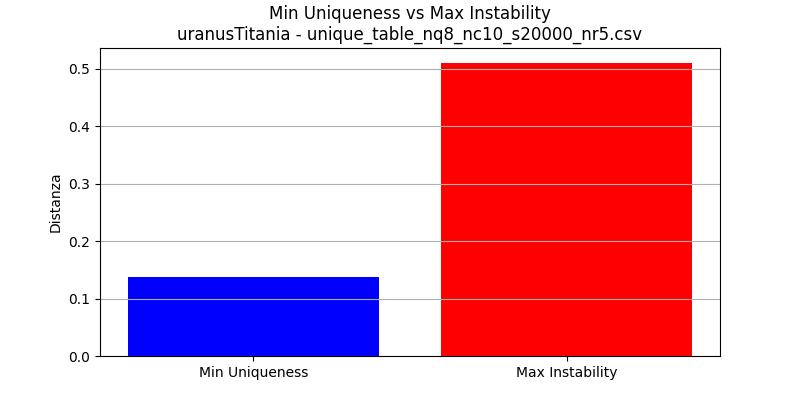 Min Uniqueness vs Max Instability
uranusTitania - unique_table_nq8_nc10_s20000_nr5.csv
0.5
0.4
0.3
0.2
0.1
0.0
Distanza
Min Uniqueness
Max Instability